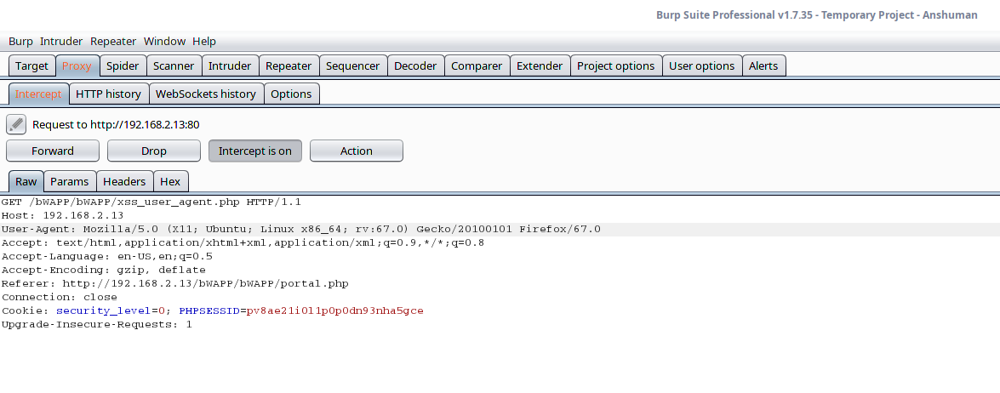 Burp Suite Professional v1.7.35 - Temporary Project - Anshuman
Burp Intruder Repeater Window Help
Target Proxy Spider Scanner Intruder Repeater Sequencer Decoder Comparer Extender Project options User options Alerts
Intercept HTTP history WebSockets history Options
Request to http://192.168.2.13:80
Forward Drop Intercept is on Action
Raw Params Headers Hex
GET /bWAPP/bWAPP/xss_user_agent.php HTTP/1.1
Host: 192.168.2.13
User-Agent: Mozilla/5.0 (X11; Ubuntu; Linux x86_64; rv:67.0) Gecko/20100101 Firefox/67.0
Accept: text/html,application/xhtml+xml,application/xml;q=0.9,*/*;q=0.8
Accept-Language: en-US,en;q=0.5
Accept-Encoding: gzip, deflate
Referer: http://192.168.2.13/bWAPP/bWAPP/portal.php
Connection: close
Cookie: security_level=0; PHPSESSID=pv8ae21i0l1p0p0dn93nha5gce
Upgrade-Insecure-Requests: 1